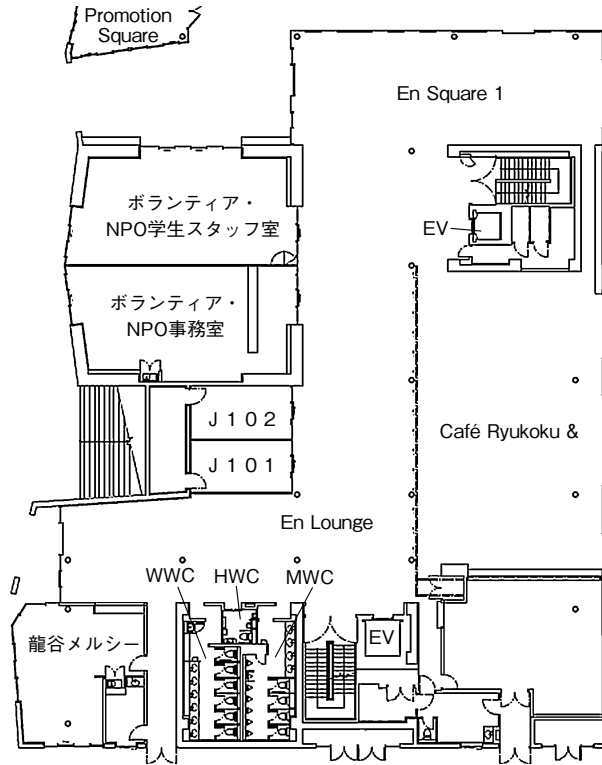 Promotion
Square
En Square 1
ボランティア・
NPO学生スタッフ室
EV
ボランティア・
NPO事務室
J102
Café Ryukoku &
J101
En Lounge
WWC
HWC
MWC
龍谷メルシー
EV